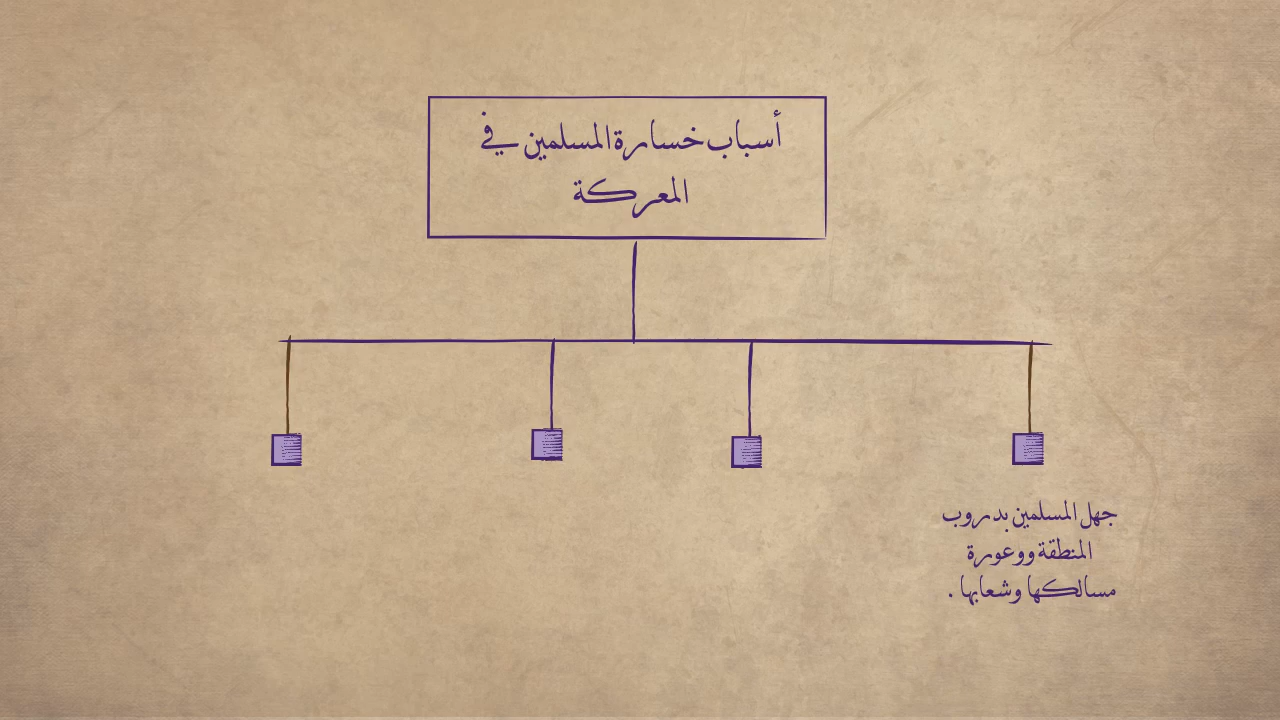 أسباب خسارة المسلمين في
المعركة
جهل المسلمين بدروب
المنطقة ووعورة
مسالكها وشعابها .